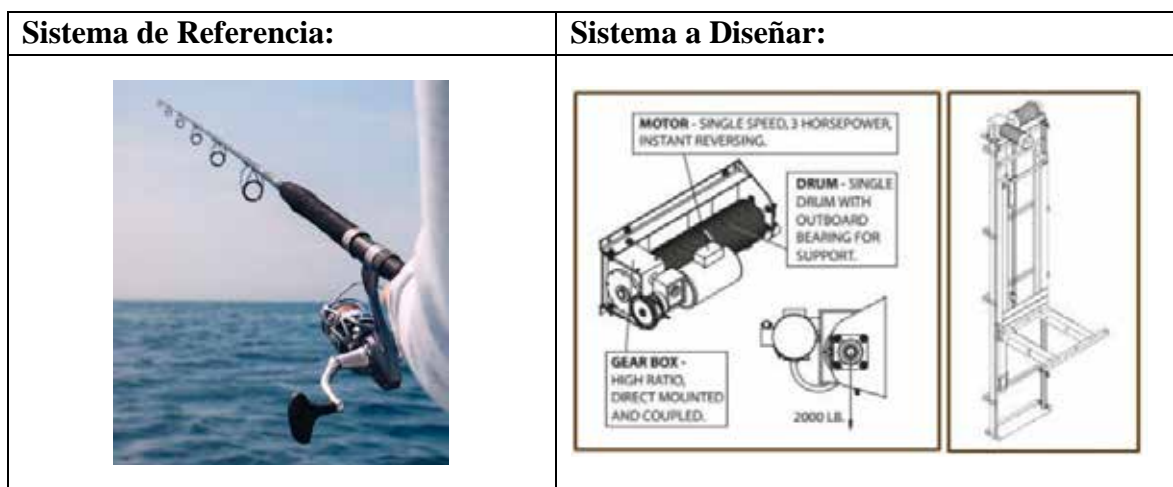 Sistema de Referencia:
Sistema a Diseñar:
MOTOR - SINGLE SPEED, 3 HORSEPOWER,
INSTANT REVERSING.
DRUM - SINGLE
DRUM WITH
OUTBOARD
BEARING FOR
SUPPORT.
GEAR BOX -
HIGH RATIO,
DIRECT MOUNTED
AND COUPLED.
2000 LB.